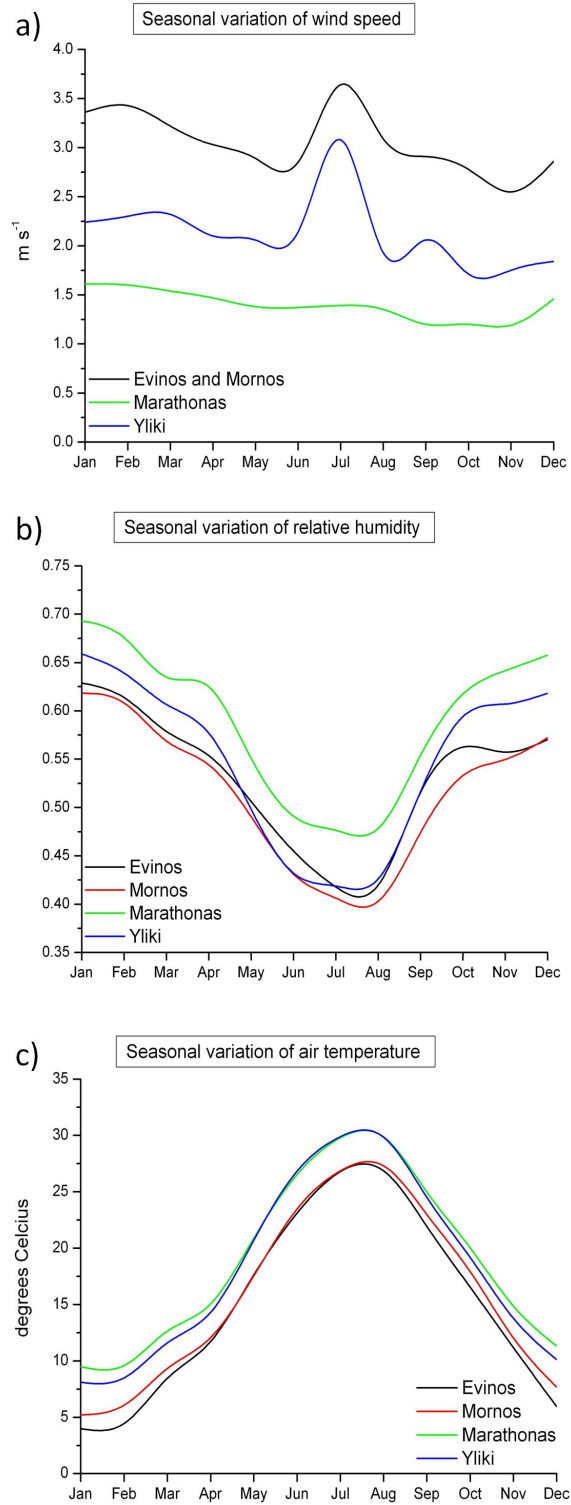 a)
Seasonal variation of wind speed
4.0
3.5
3.0
2.5
2.0
1.5
1.0
0.5
0.0
m s-1
Evinos and Mornos
Marathonas
Yliki
Jan Feb Mar Apr May Jun Jul Aug Sep Oct Nov Dec
b)
Seasonal variation of relative humidity
0.75
0.70
0.65
0.60
0.55
0.50
0.45
0.40
0.35
Evinos
Mornos
Marathonas
Yliki
Jan Feb Mar Apr May Jun Jul Aug Sep Oct Nov Dec
c)
Seasonal variation of air temperature
35
30
25
20
15
10
5
0
degrees Celcius
Evinos
Mornos
Marathonas
Yliki
Jan Feb Mar Apr May Jun Jul Aug Sep Oct Nov Dec